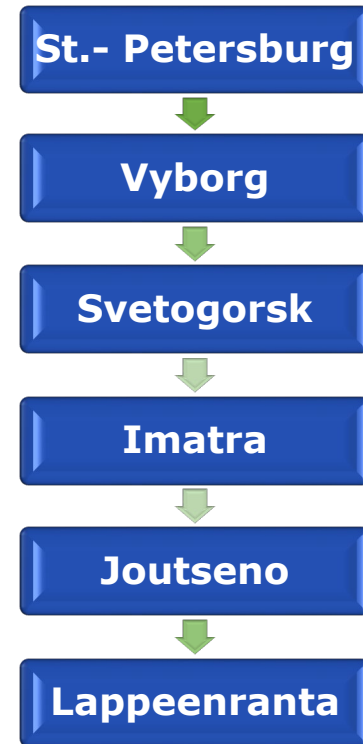 St.- Petersburg
Vyborg
Svetogorsk
Imatra
Joutseno
Lappeenranta